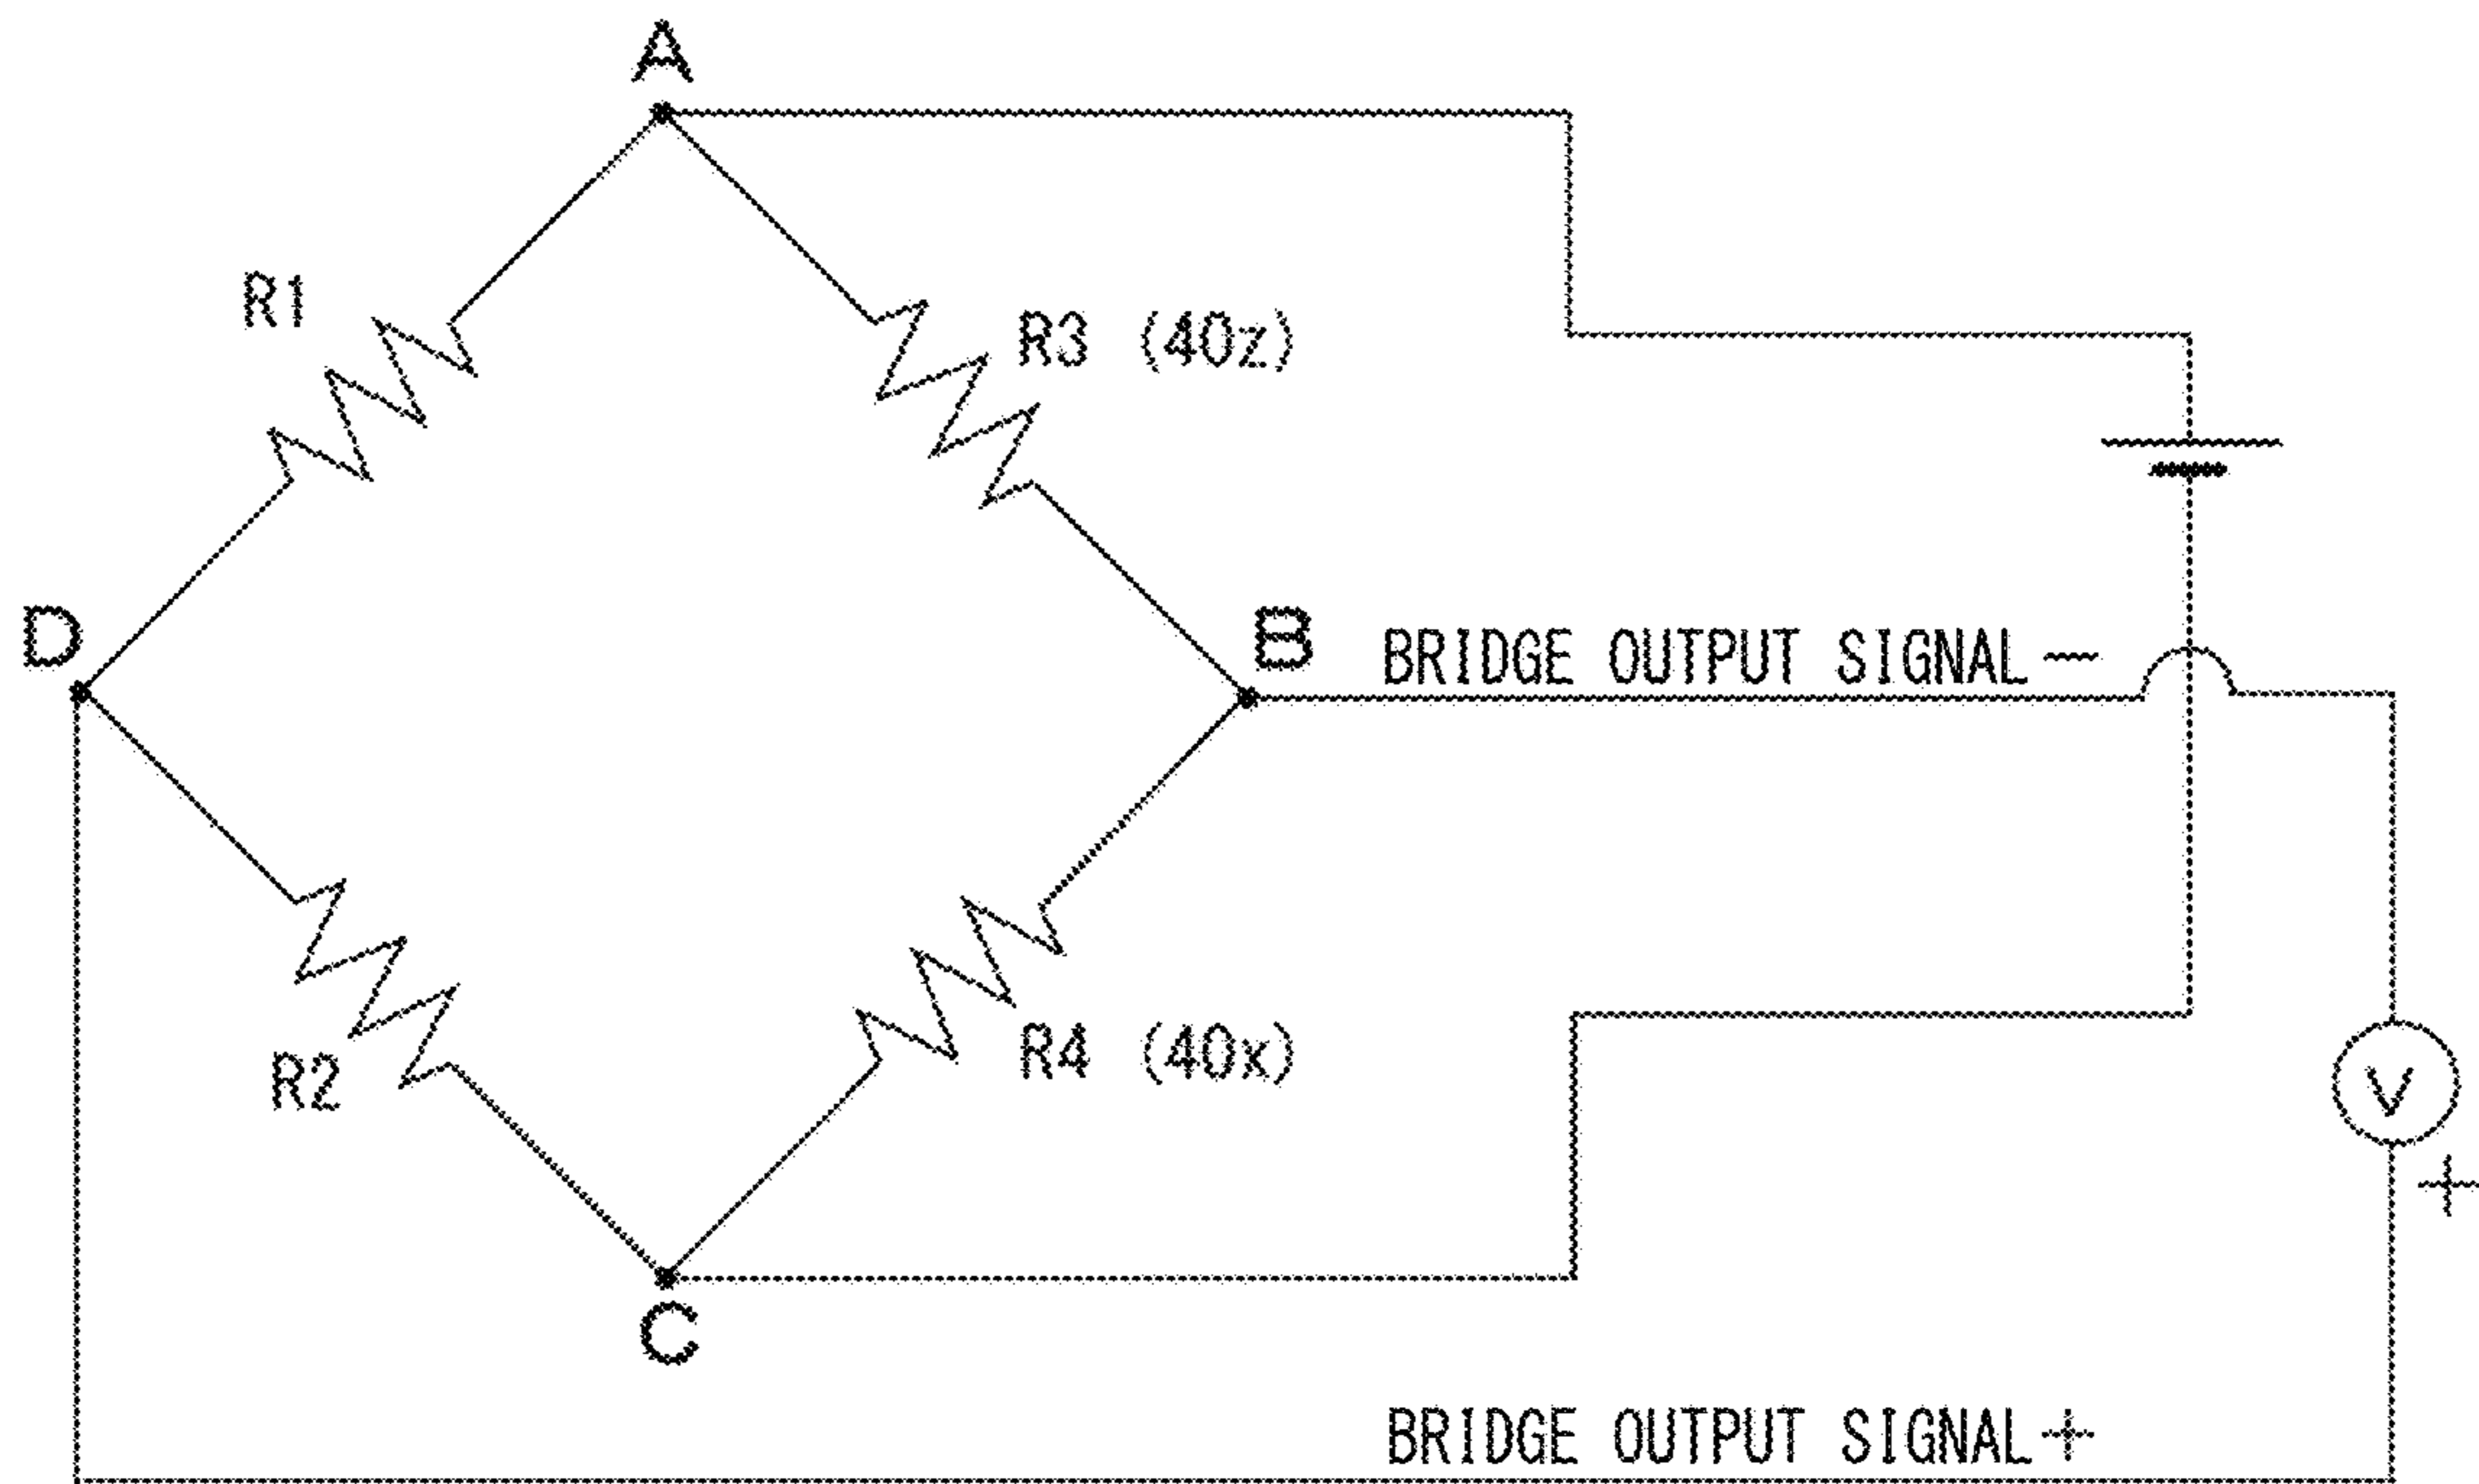 A
R1
R3 (40z)
D
B
BRIDGE OUTPUT SIGNAL −
R2
R4 (40x)
V
+
C
BRIDGE OUTPUT SIGNAL +